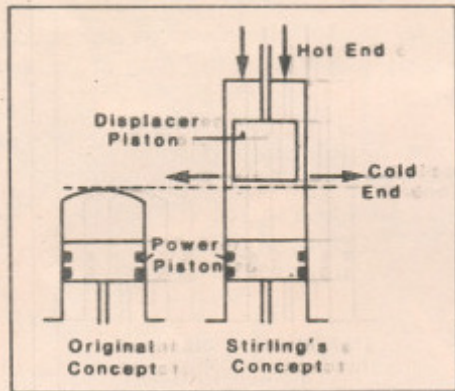 Hot End
Displacer
Piston
Cold
End
Power
Piston
Original
Concept
Stirling's
Concept